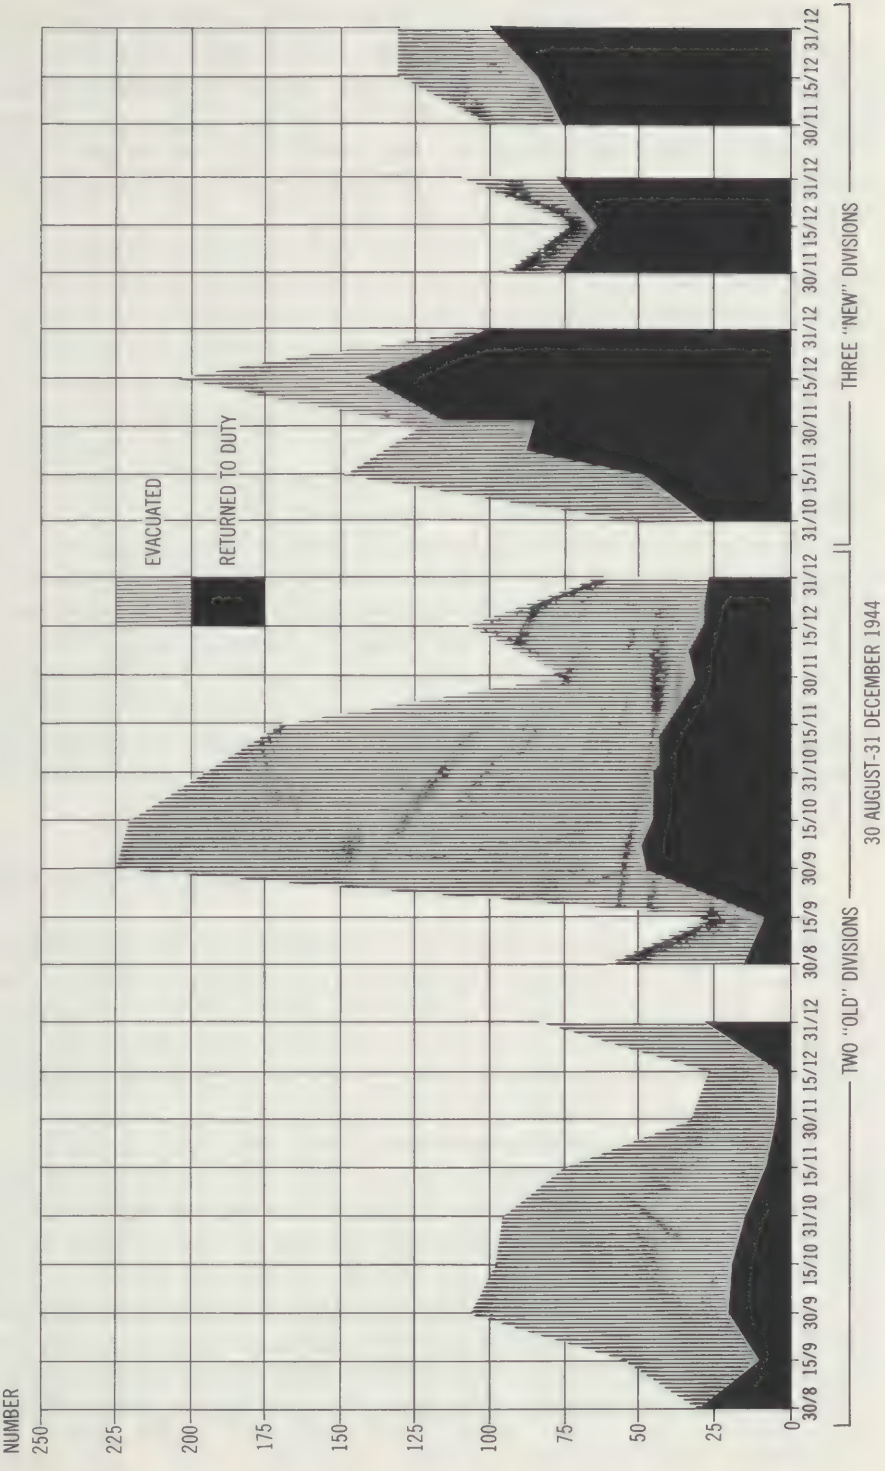 NUMBER
250
225
200
175
150
125
100
75
50
25
0
EVACUATED
RETURNED TO DUTY
30/8 15/9 30/9 15/10 31/10 15/11 30/11 15/12 31/12
30/8 15/9 30/9 15/10 31/10 15/11 30/11 15/12 31/12
31/10 15/11 30/11 15/12 31/12
30/11 15/12 31/12
30/11 15/12 31/12
TWO "OLD" DIVISIONS
THREE "NEW" DIVISIONS
30 AUGUST-31 DECEMBER 1944